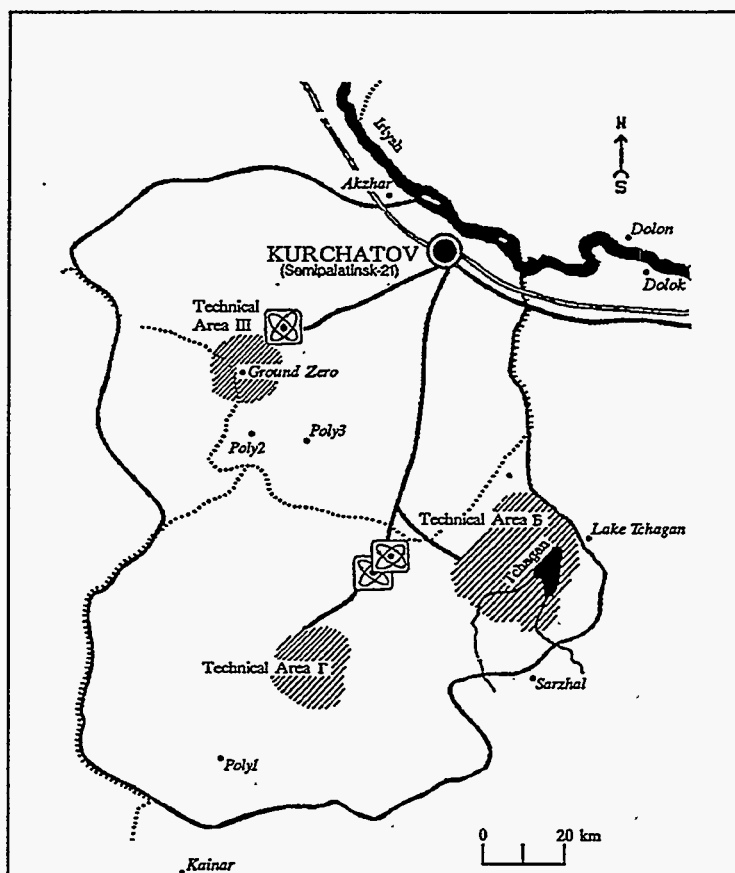 Irtysh
N
S
Akzhar
Dolon
KURCHATOV
(Semipalatinsk-21)
Dolok
Technical
Area III
Ground Zero
Poly2
Poly3
Technical Area Б
Lake Tchagan
Tchagan
Technical Area Г
Sarzhal
Poly1
0 20 km
Kainar